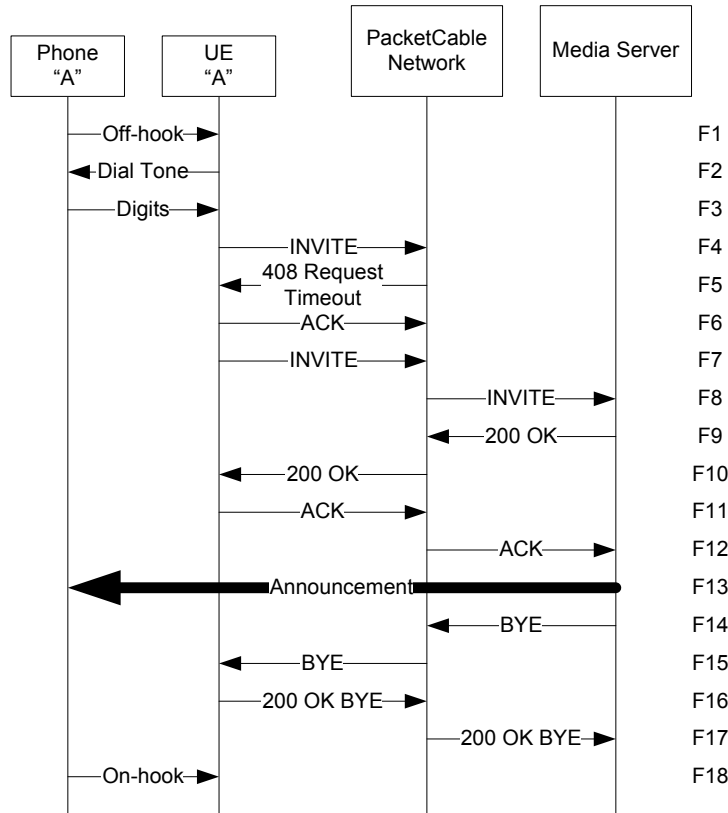 Phone
“A”
UE
“A”
PacketCable
Network
Media Server
Off-hook F1
Dial Tone F2
Digits F3
INVITE F4
408 Request
Timeout F5
ACK F6
INVITE F7
INVITE F8
200 OK F9
200 OK F10
ACK F11
ACK F12
Announcement F13
BYE F14
BYE F15
200 OK BYE F16
200 OK BYE F17
On-hook F18